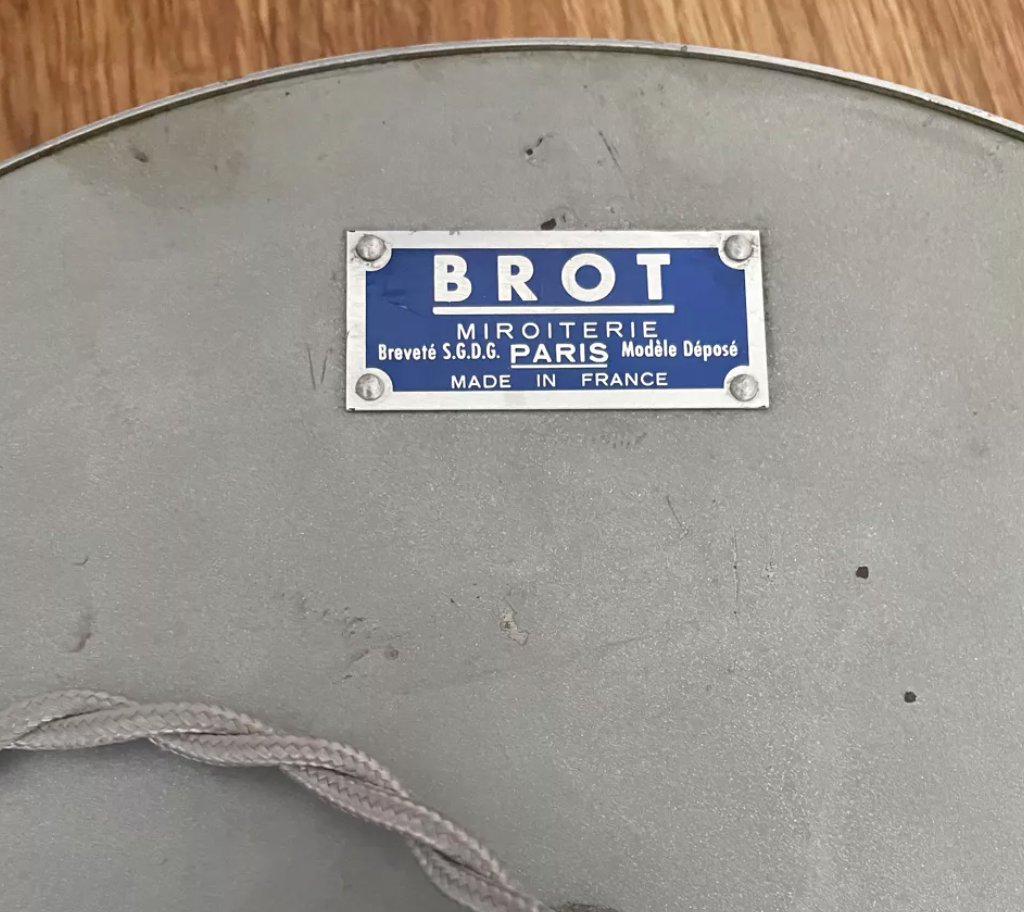 BROT
MIROITERIE
Breveté S.G.D.G. PARIS Modèle Déposé
MADE IN FRANCE